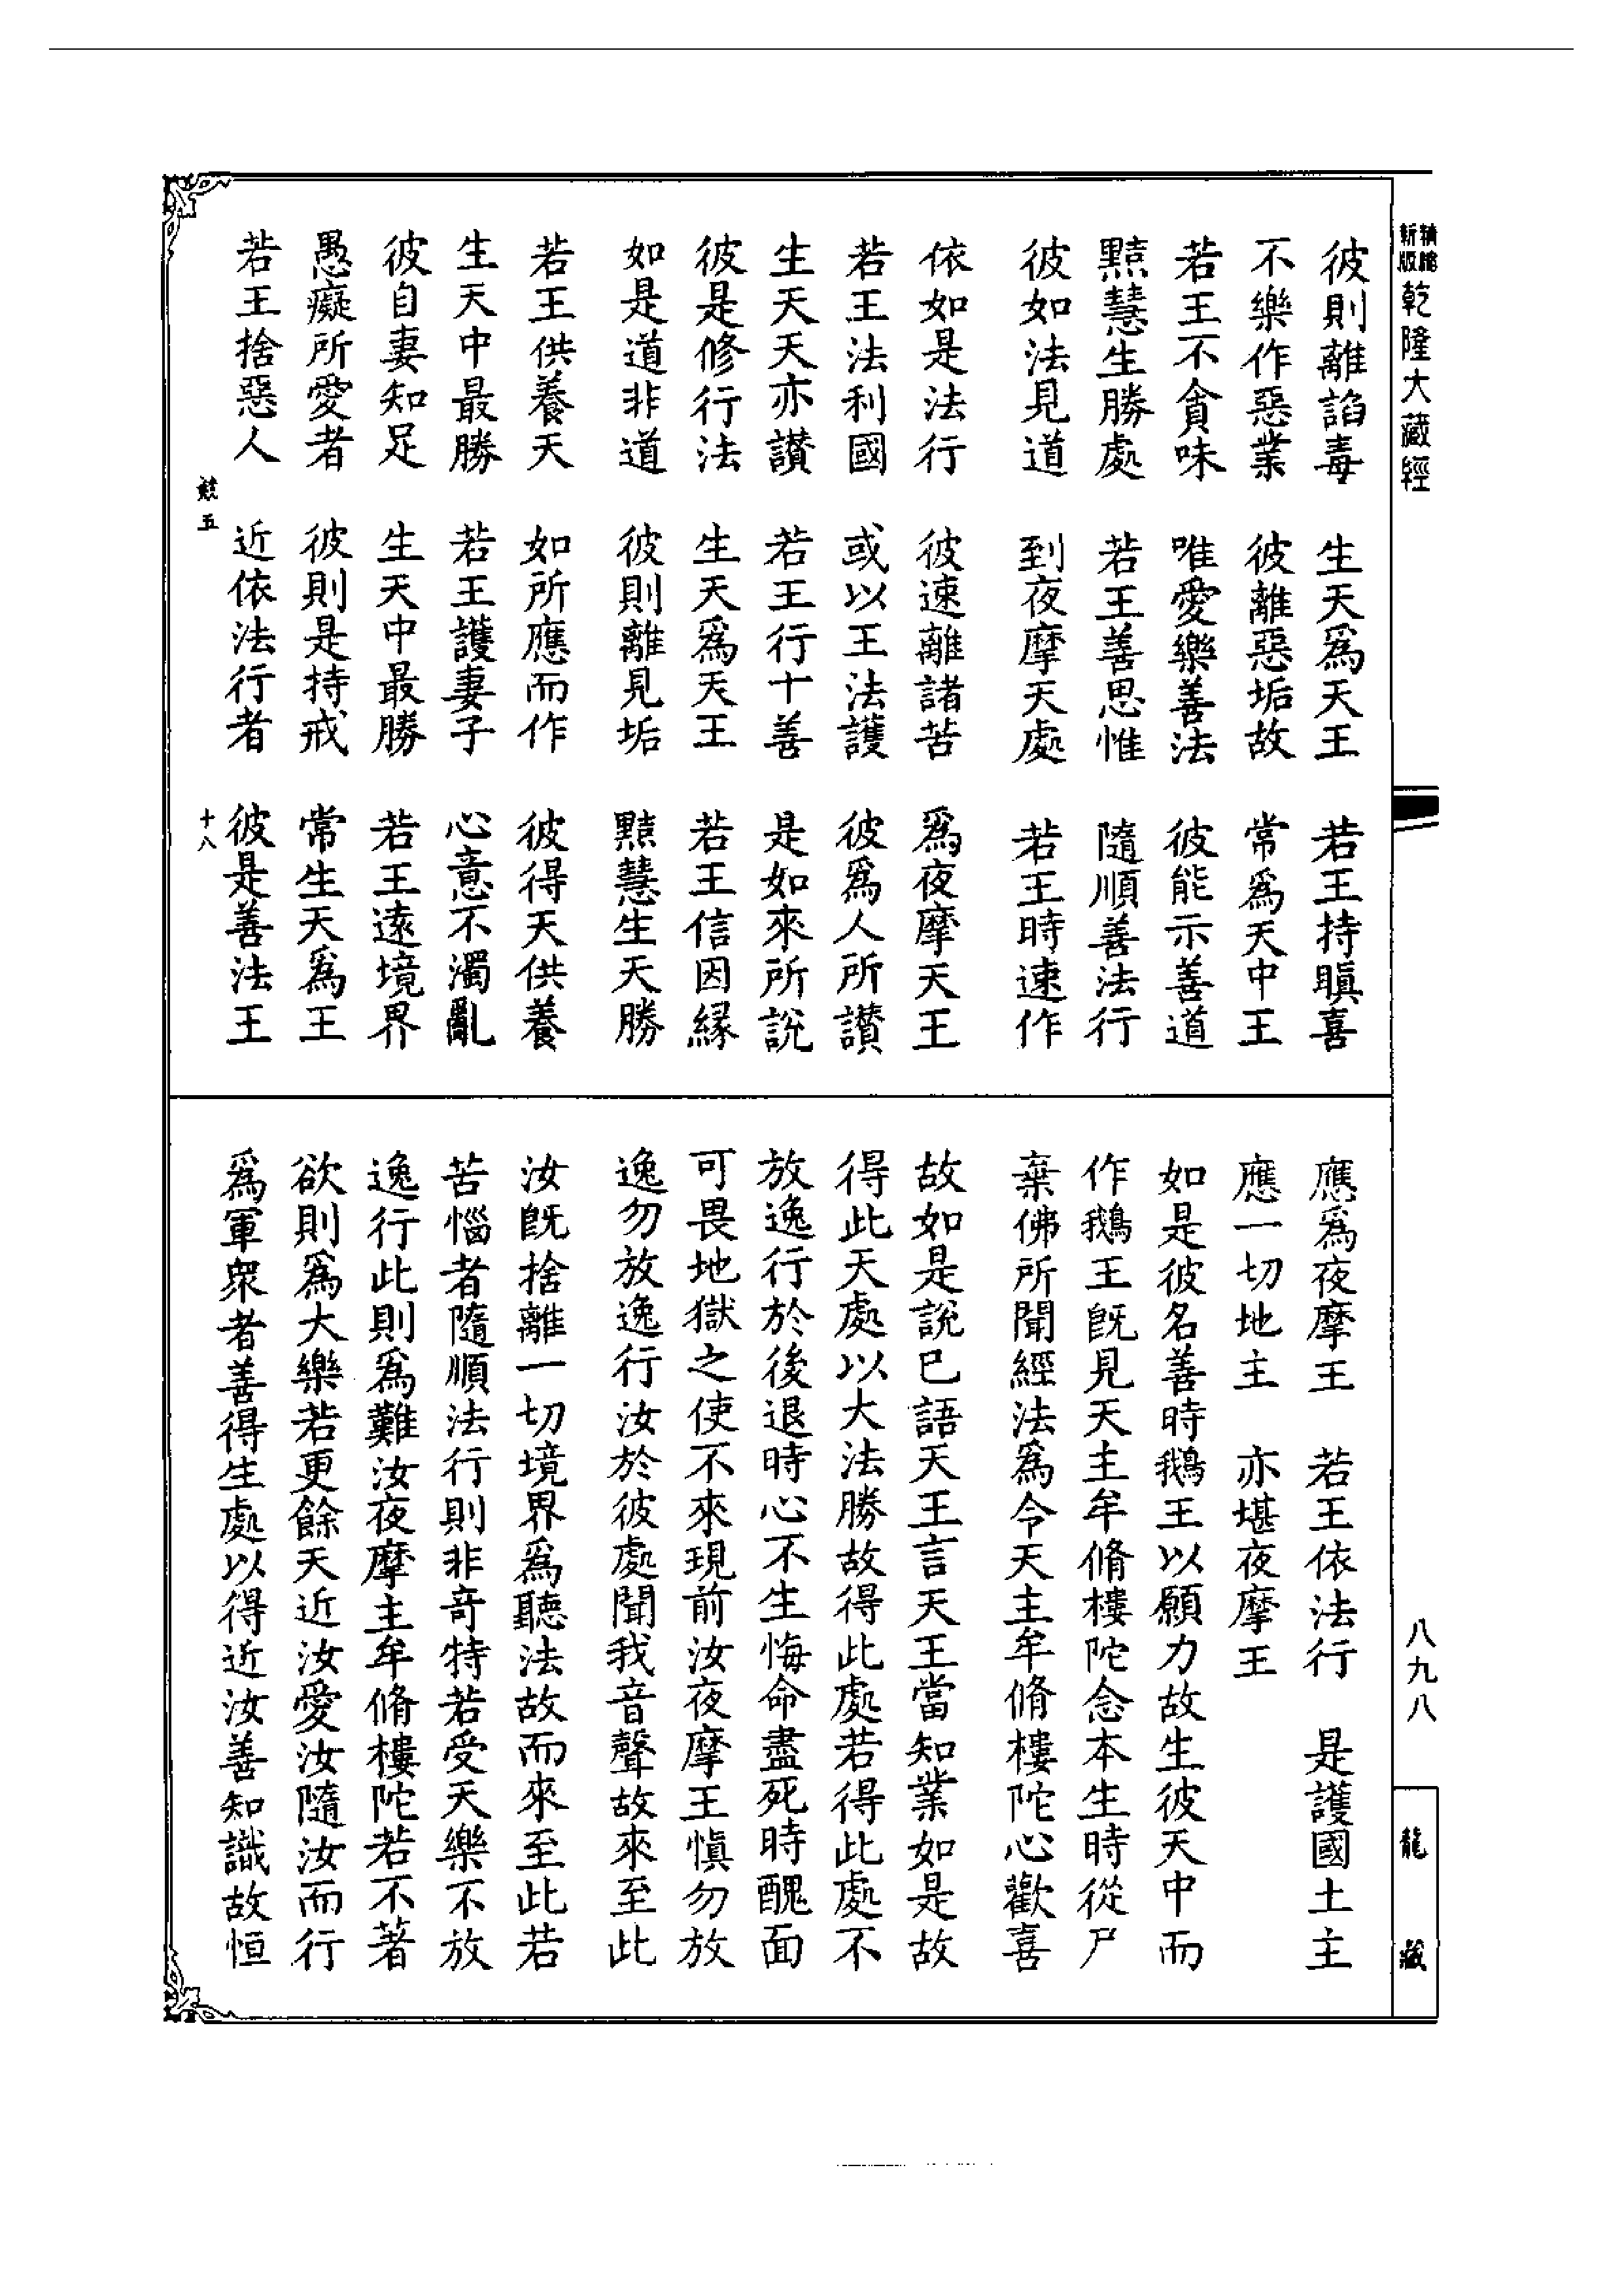 精縮
新版
乾隆大藏經
八九八
龍藏
彼則離諂毒　生天爲天王　若王持瞋喜
不樂作惡業　彼離惡垢故　常爲天中王
若王不貪味　唯愛樂善法　彼能示善道
黠慧生勝處　若王善思惟　隨順善法行
彼如法見道　到夜摩天處　若王時速作
依如是法行　彼速離諸苦　爲夜摩天王
若王法利國　或以王法護　彼爲人所讚
生天天亦讚　若王行十善　是如來所說
彼是修行法　生天爲天王　若王信因緣
如是道非道　彼則離見垢　黠慧生天勝
若王供養天　如所應而作　彼得天供養
生天中最勝　若王護妻子　心意不濁亂
彼自妻知足　生天中最勝　若王遠境界
愚癡所愛者　彼則是持戒　常生天爲王
若王捨惡人　近依法行者　彼是善法王
兢五　十八
應爲夜摩王　若王依法行　是護國土主
應一切地主　亦堪夜摩王
如是彼名善時鵝王以願力故生彼天中而
作鵝王旣見天主牟脩樓陀念本生時從尸
棄佛所聞經法爲今天主牟脩樓陀心歡喜
故如是說已語天王言天王當知業如是故
得此天處以大法勝故得此處若得此處不
放逸行於後退時心不生悔命盡死時醜面
可畏地獄之使不來現前汝夜摩王愼勿放
逸勿放逸行汝於彼處聞我音聲故來至此
汝旣捨離一切境界爲聽法故而來至此若
苦惱者隨順法行則非奇特若受天樂不放
逸行此則爲難汝夜摩主牟脩樓陀若不著
欲則爲大樂若更餘天近汝愛汝隨汝而行
爲軍衆者善得生處以得近汝善知識故恒